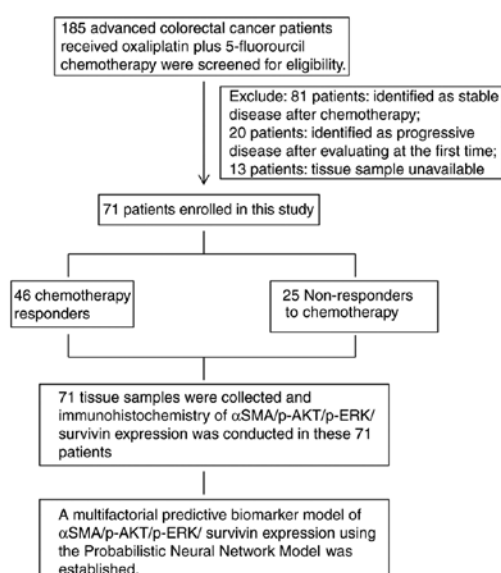 185 advanced colorectal cancer patients
received oxaliplatin plus 5-fluorourcil
chemotherapy were screened for eligibility.
Exclude: 81 patients: identified as stable
disease after chemotherapy;
20 patients: identified as progressive
disease after evaluating at the first time;
13 patients: tissue sample unavailable
71 patients enrolled in this study
46 chemotherapy
responders
25 Non-responders
to chemotherapy
71 tissue samples were collected and
immunohistochemistry of αSMA/p-AKT/p-ERK/
survivin expression was conducted in these 71
patients
A multifactorial predictive biomarker model of
αSMA/p-AKT/p-ERK/ survivin expression using
the Probabilistic Neural Network Model was
established.